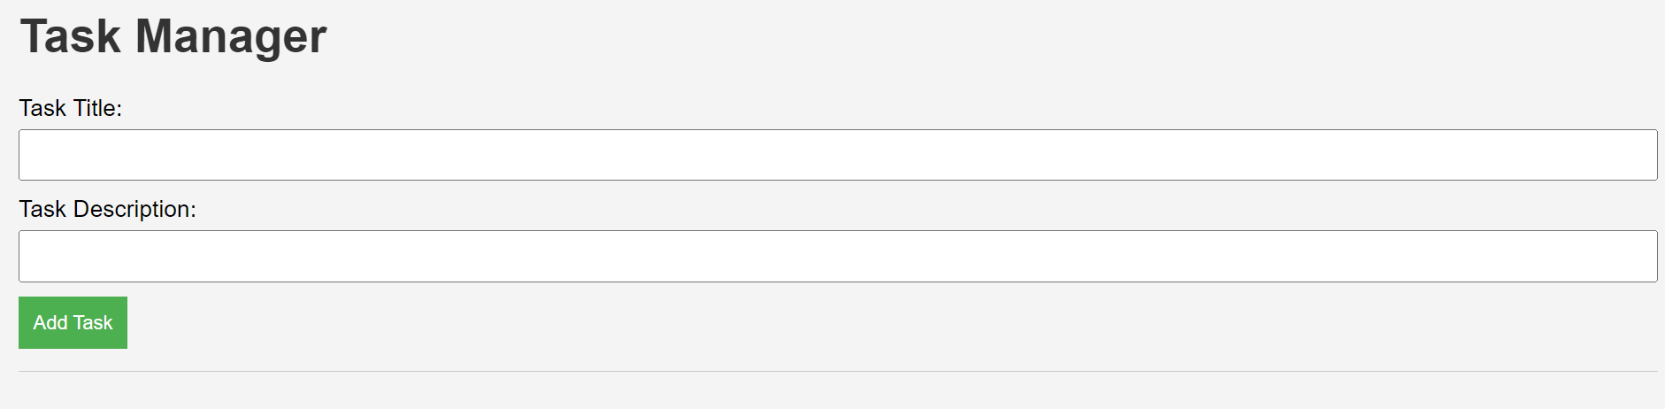 Task Manager
Task Title:
Task Description:
Add Task